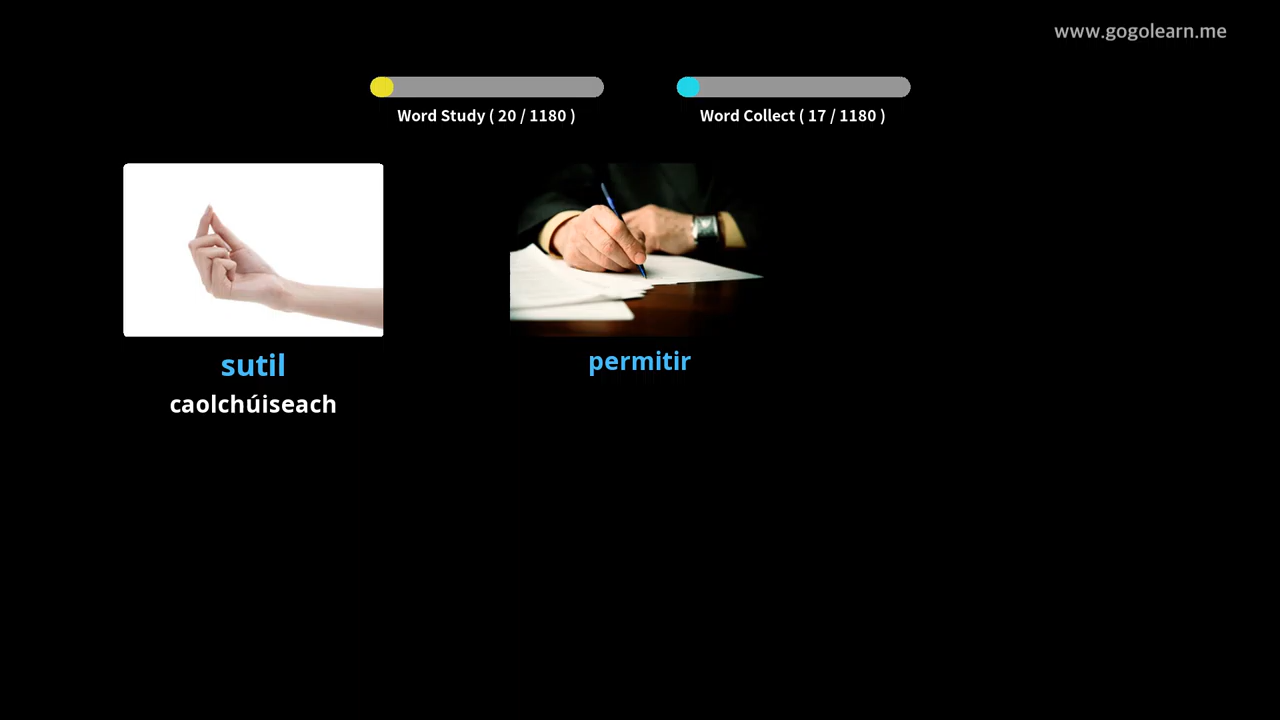 www.gogolearn.me
Word Study ( 20 / 1180 )
Word Collect ( 17 / 1180 )
sutil
caolchúiseach
permitir